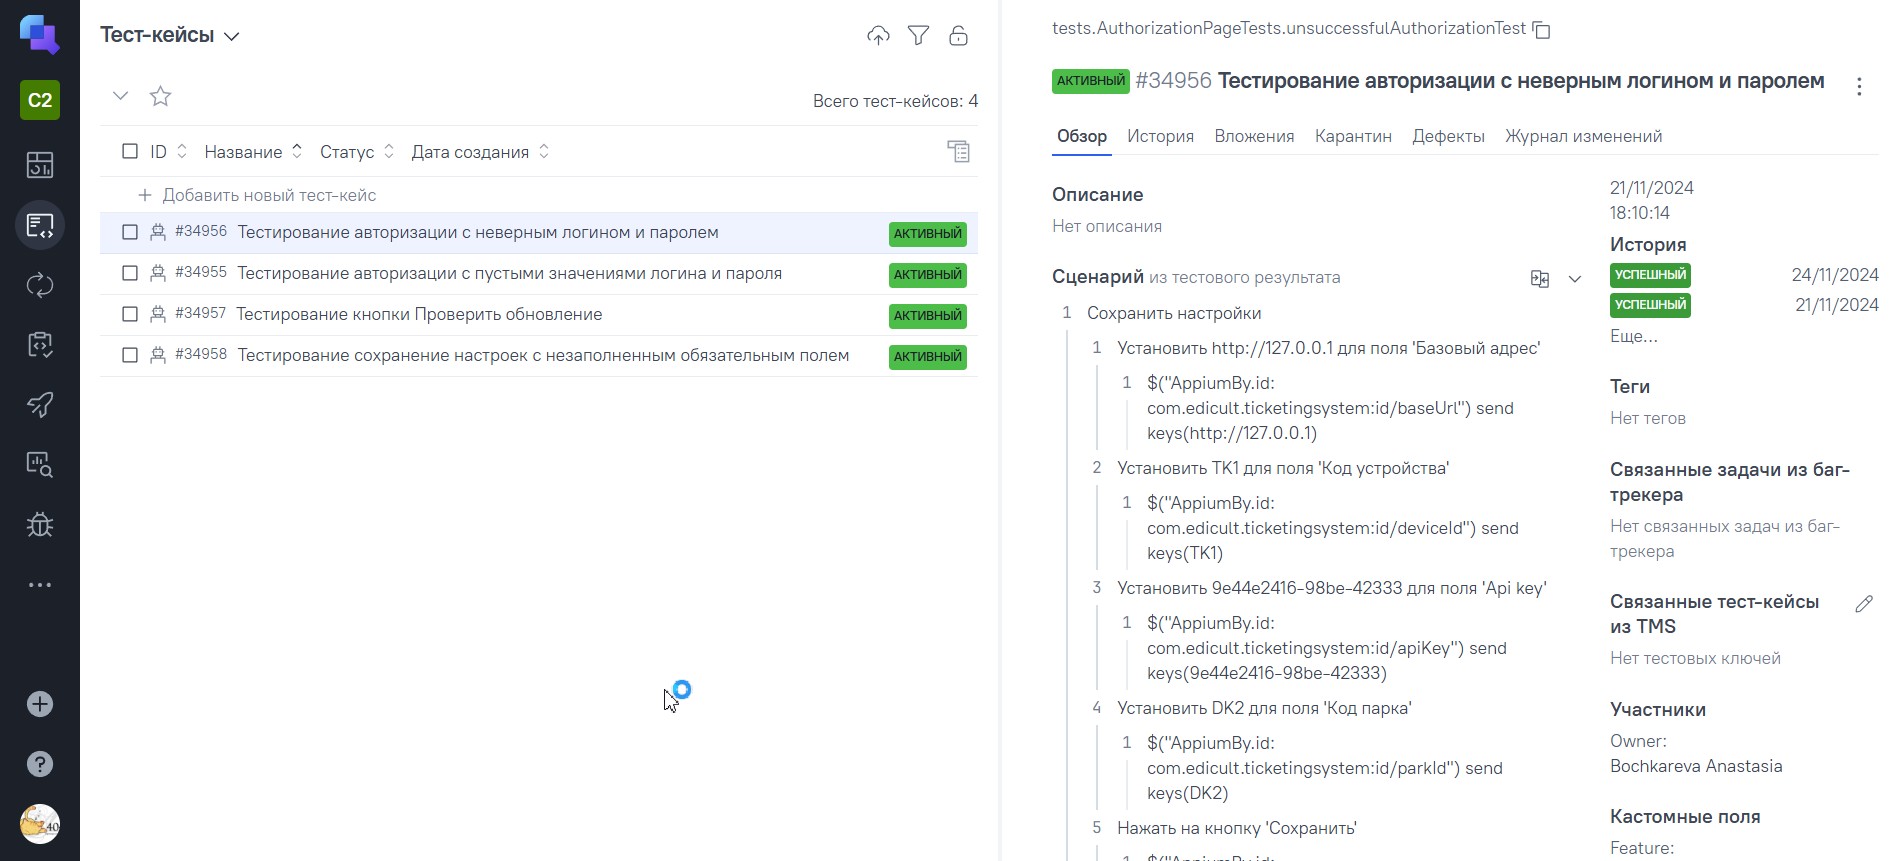 Тест-кейсы
С2
Всего тест-кейсов: 4
ID Название Статус Дата создания
Добавить новый тест-кейс
#34956 Тестирование авторизации с неверным логином и паролем АКТИВНЫЙ
#34955 Тестирование авторизации с пустыми значениями логина и пароля АКТИВНЫЙ
#34957 Тестирование кнопки Проверить обновление АКТИВНЫЙ
#34958 Тестирование сохранение настроек с незаполненным обязательным полем АКТИВНЫЙ
tests.AuthorizationPageTests.unsuccessfulAuthorizationTest
АКТИВНЫЙ #34956 Тестирование авторизации с неверным логином и паролем
Обзор История Вложения Карантин Дефекты Журнал изменений
Описание
Нет описания
Сценарий из тестового результата
1 Сохранить настройки
1 Установить http://127.0.0.1 для поля 'Базовый адрес'
1 $("AppiumBy.id:
com.edicult.ticketingsystem:id/baseUrl") send
keys(http://127.0.0.1)
2 Установить TK1 для поля 'Код устройства'
1 $("AppiumBy.id:
com.edicult.ticketingsystem:id/deviceId") send
keys(TK1)
3 Установить 9e44e2416-98be-42333 для поля 'Api key'
1 $("AppiumBy.id:
com.edicult.ticketingsystem:id/apiKey") send
keys(9e44e2416-98be-42333)
4 Установить DK2 для поля 'Код парка'
1 $("AppiumBy.id:
com.edicult.ticketingsystem:id/parkId") send
keys(DK2)
5 Нажать на кнопку 'Сохранить'
1 $("AppiumBy.id:
21/11/2024
18:10:14
История
УСПЕШНЫЙ 24/11/2024
УСПЕШНЫЙ 21/11/2024
Еще...
Теги
Нет тегов
Связанные задачи из баг-
трекера
Нет связанных задач из баг-
трекера
Связанные тест-кейсы
из TMS
Нет тестовых ключей
Участники
Owner:
Bochkareva Anastasia
Кастомные поля
Feature:
40